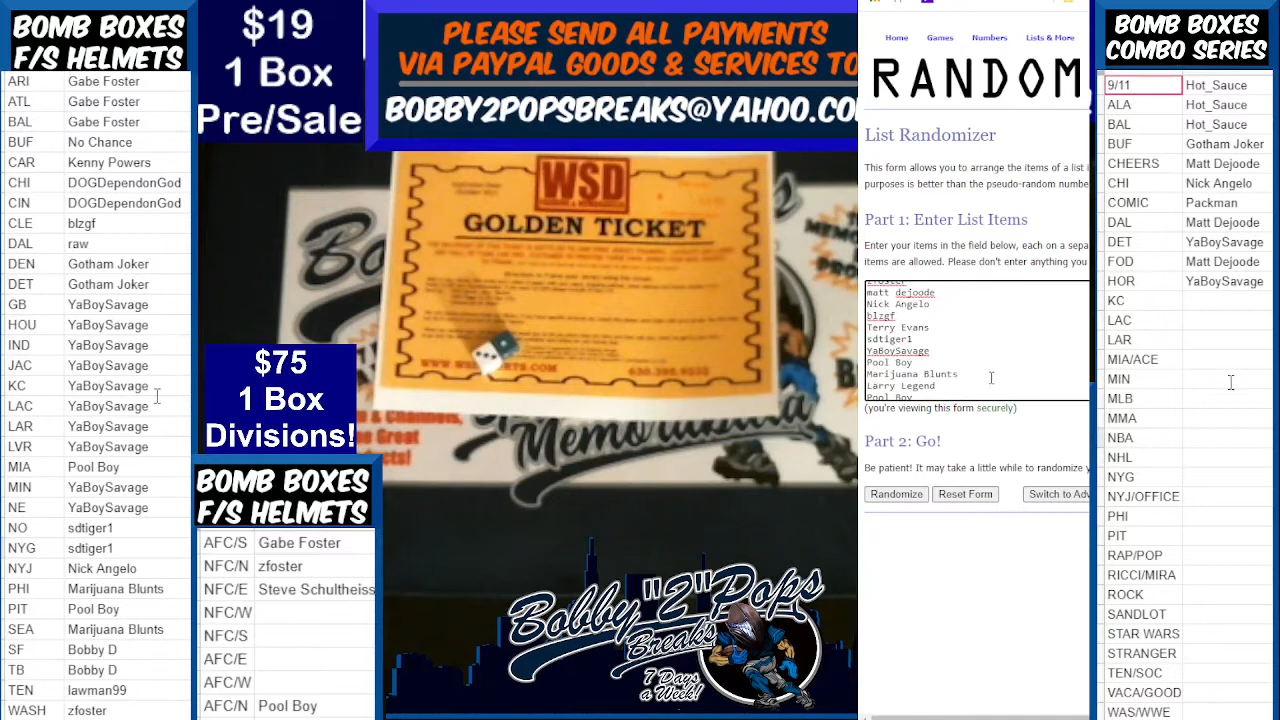 BOMB BOXES
F/S HELMETS
ARI Gabe Foster
ATL Gabe Foster
BAL Gabe Foster
BUF No Chance
CAR Kenny Powers
CHI DOGDependonGod
CIN DOGDependonGod
CLE blzgf
DAL raw
DEN Gotham Joker
DET Gotham Joker
GB YaBoySavage
HOU YaBoySavage
IND YaBoySavage
JAC YaBoySavage
KC YaBoySavage
LAC YaBoySavage
LAR YaBoySavage
LVR YaBoySavage
MIA Pool Boy
MIN YaBoySavage
NE YaBoySavage
NO sdtiger1
NYG sdtiger1
NYJ Nick Angelo
PHI Marijuana Blunts
PIT Pool Boy
SEA Marijuana Blunts
SF Bobby D
TB Bobby D
TEN lawman99
WASH zfoster
$19
1 Box
Pre/Sale
$75
1 Box
Divisions!
BOMB BOXES
F/S HELMETS
AFC/S Gabe Foster
NFC/N zfoster
NFC/E Steve Schultheiss
NFC/W
NFC/S
AFC/E
AFC/W
AFC/N Pool Boy
PLEASE SEND ALL PAYMENTS
VIA PAYPAL GOODS & SERVICES TO
BOBBY2POPSBREAKS@YAHOO.CO
WSD
GOLDEN TICKET
Memorabilia
Bobby "2" Pops
Breaks
7 Days
a Week!
Home Games Numbers Lists & More
RANDOM
List Randomizer
This form allows you to arrange the items of a list i
purposes is better than the pseudo-random numbe
Part 1: Enter List Items
Enter your items in the field below, each on a sepa
items are allowed. Please don't enter anything you
zfoster
matt dejoode
Nick Angelo
blzgf
Terry Evans
sdtiger1
YaBoySavage
Pool Boy
Marijuana Blunts
Larry Legend
Pool Boy
(you're viewing this form securely)
Part 2: Go!
Be patient! It may take a little while to randomize y
Randomize Reset Form Switch to Adv
BOMB BOXES
COMBO SERIES
9/11 Hot_Sauce
ALA Hot_Sauce
BAL Hot_Sauce
BUF Gotham Joker
CHEERS Matt Dejoode
CHI Nick Angelo
COMIC Packman
DAL Matt Dejoode
DET YaBoySavage
FOD Matt Dejoode
HOR YaBoySavage
KC
LAC
LAR
MIA/ACE
MIN
MLB
MMA
NBA
NHL
NYG
NYJ/OFFICE
PHI
PIT
RAP/POP
RICCI/MIRA
ROCK
SANDLOT
STAR WARS
STRANGER
TEN/SOC
VACA/GOOD
WAS/WWE